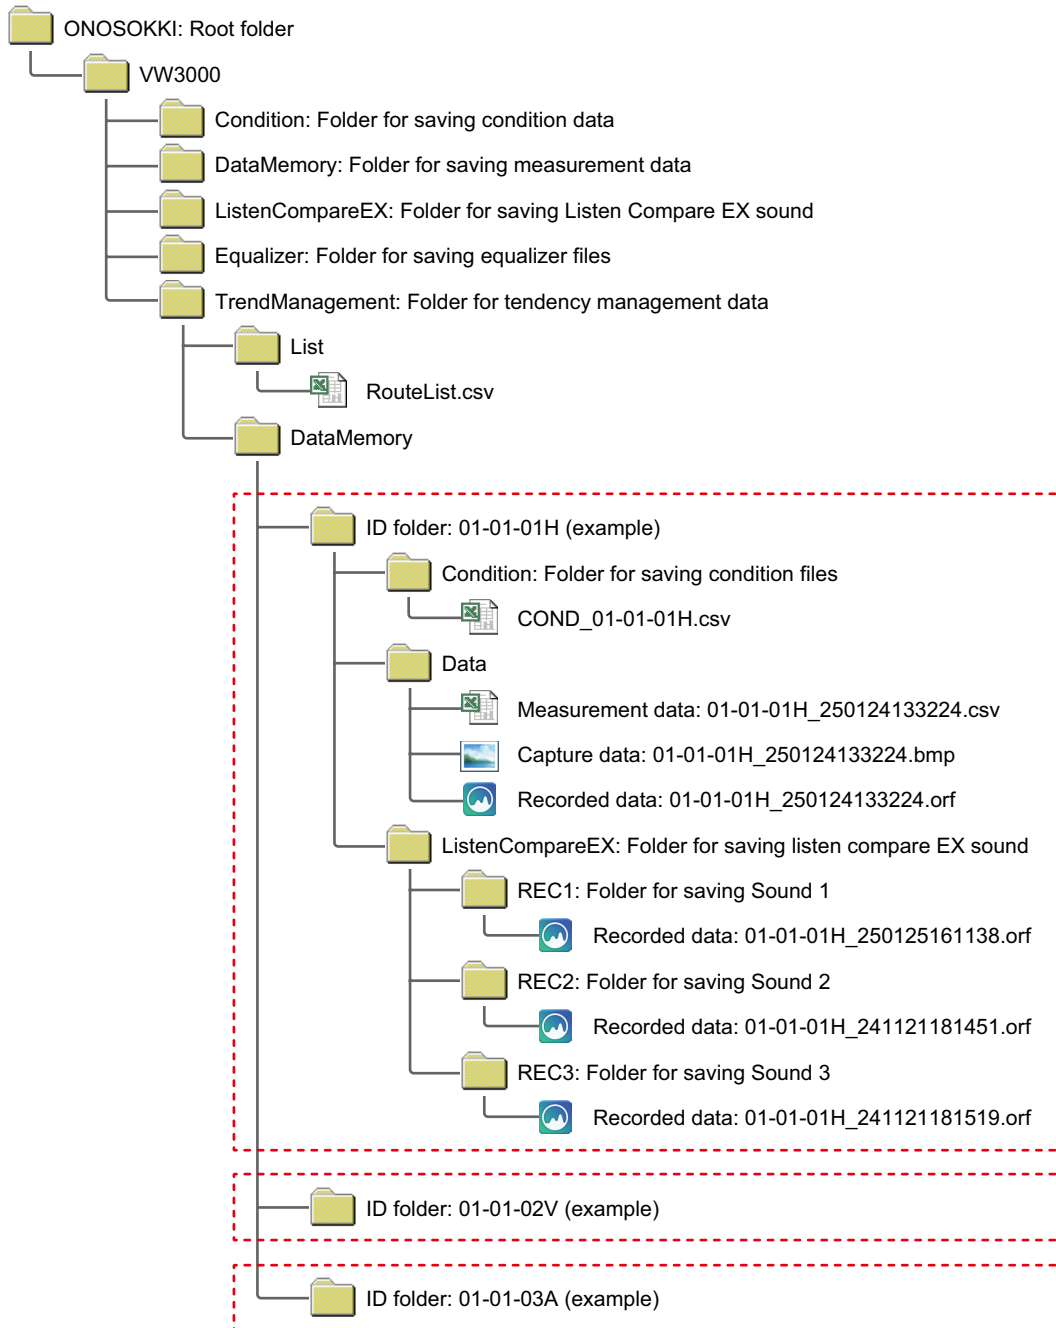 ONOSOKKI: Root folder
VW3000
Condition: Folder for saving condition data
DataMemory: Folder for saving measurement data
ListenCompareEX: Folder for saving Listen Compare EX sound
Equalizer: Folder for saving equalizer files
TrendManagement: Folder for tendency management data
List
RouteList.csv
DataMemory
ID folder: 01-01-01H (example)
Condition: Folder for saving condition files
COND_01-01-01H.csv
Data
Measurement data: 01-01-01H_250124133224.csv
Capture data: 01-01-01H_250124133224.bmp
Recorded data: 01-01-01H_250124133224.orf
ListenCompareEX: Folder for saving listen compare EX sound
REC1: Folder for saving Sound 1
Recorded data: 01-01-01H_250125161138.orf
REC2: Folder for saving Sound 2
Recorded data: 01-01-01H_241121181451.orf
REC3: Folder for saving Sound 3
Recorded data: 01-01-01H_241121181519.orf
ID folder: 01-01-02V (example)
ID folder: 01-01-03A (example)